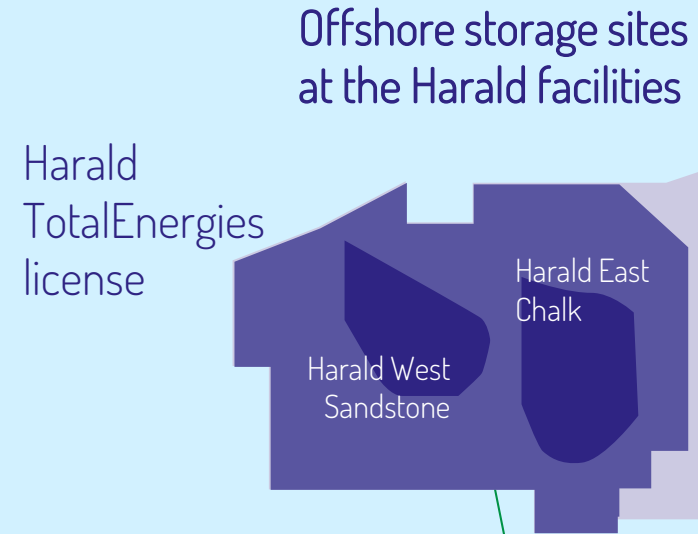 Offshore storage sites
at the Harald facilities
Harald
TotalEnergies
license
Harald East
Chalk
Harald West
Sandstone